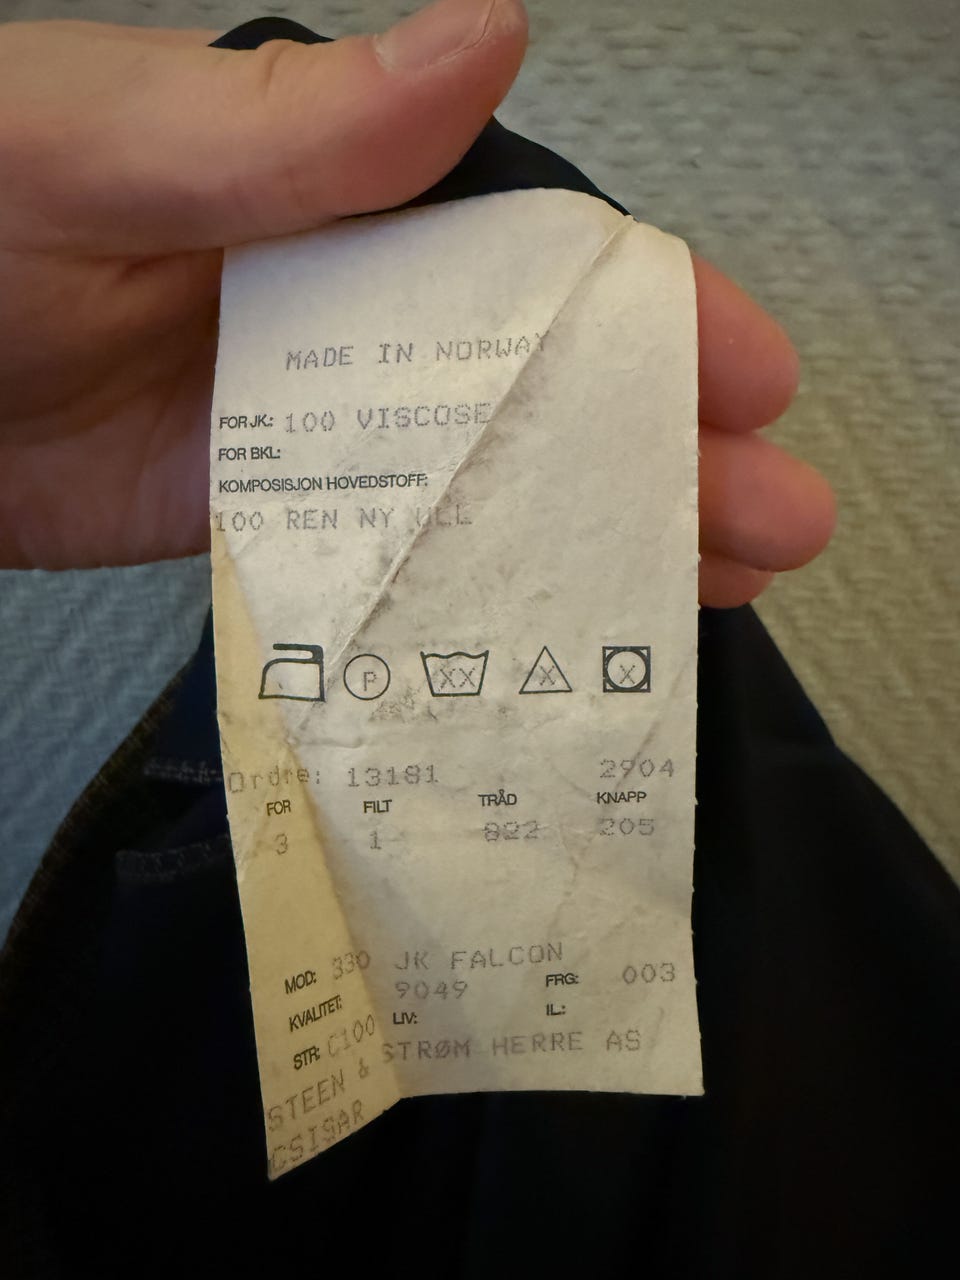 MADE IN NORWAY
FOR JK: 100 VISCOSE
FOR BKL:
KOMPOSISJON HOVEDSTOFF:
100 REN NY ULL
P XX X X
Ordre: 13181 2904
FOR FILT TRÅD KNAPP
3 1 822 205
MOD: 330 JK FALCON
KVALITET: 9049 FRG: 003
STR: C100 LIV: IL:
STEEN & STRØM HERRE AS
CSISAR